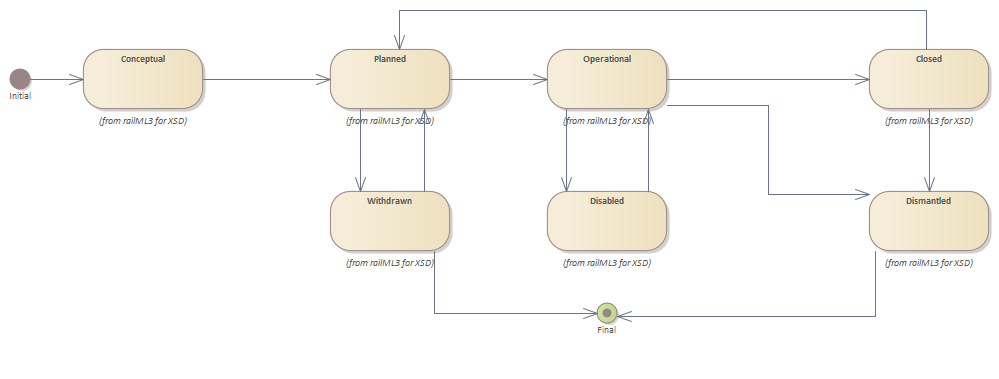 Conceptual
Planned
Operational
Closed
Initial
(from railML3 for XSD)
(from railML3 for XSD)
(from railML3 for XSD)
(from railML3 for XSD)
Withdrawn
Disabled
Dismantled
(from railML3 for XSD)
(from railML3 for XSD)
(from railML3 for XSD)
Final